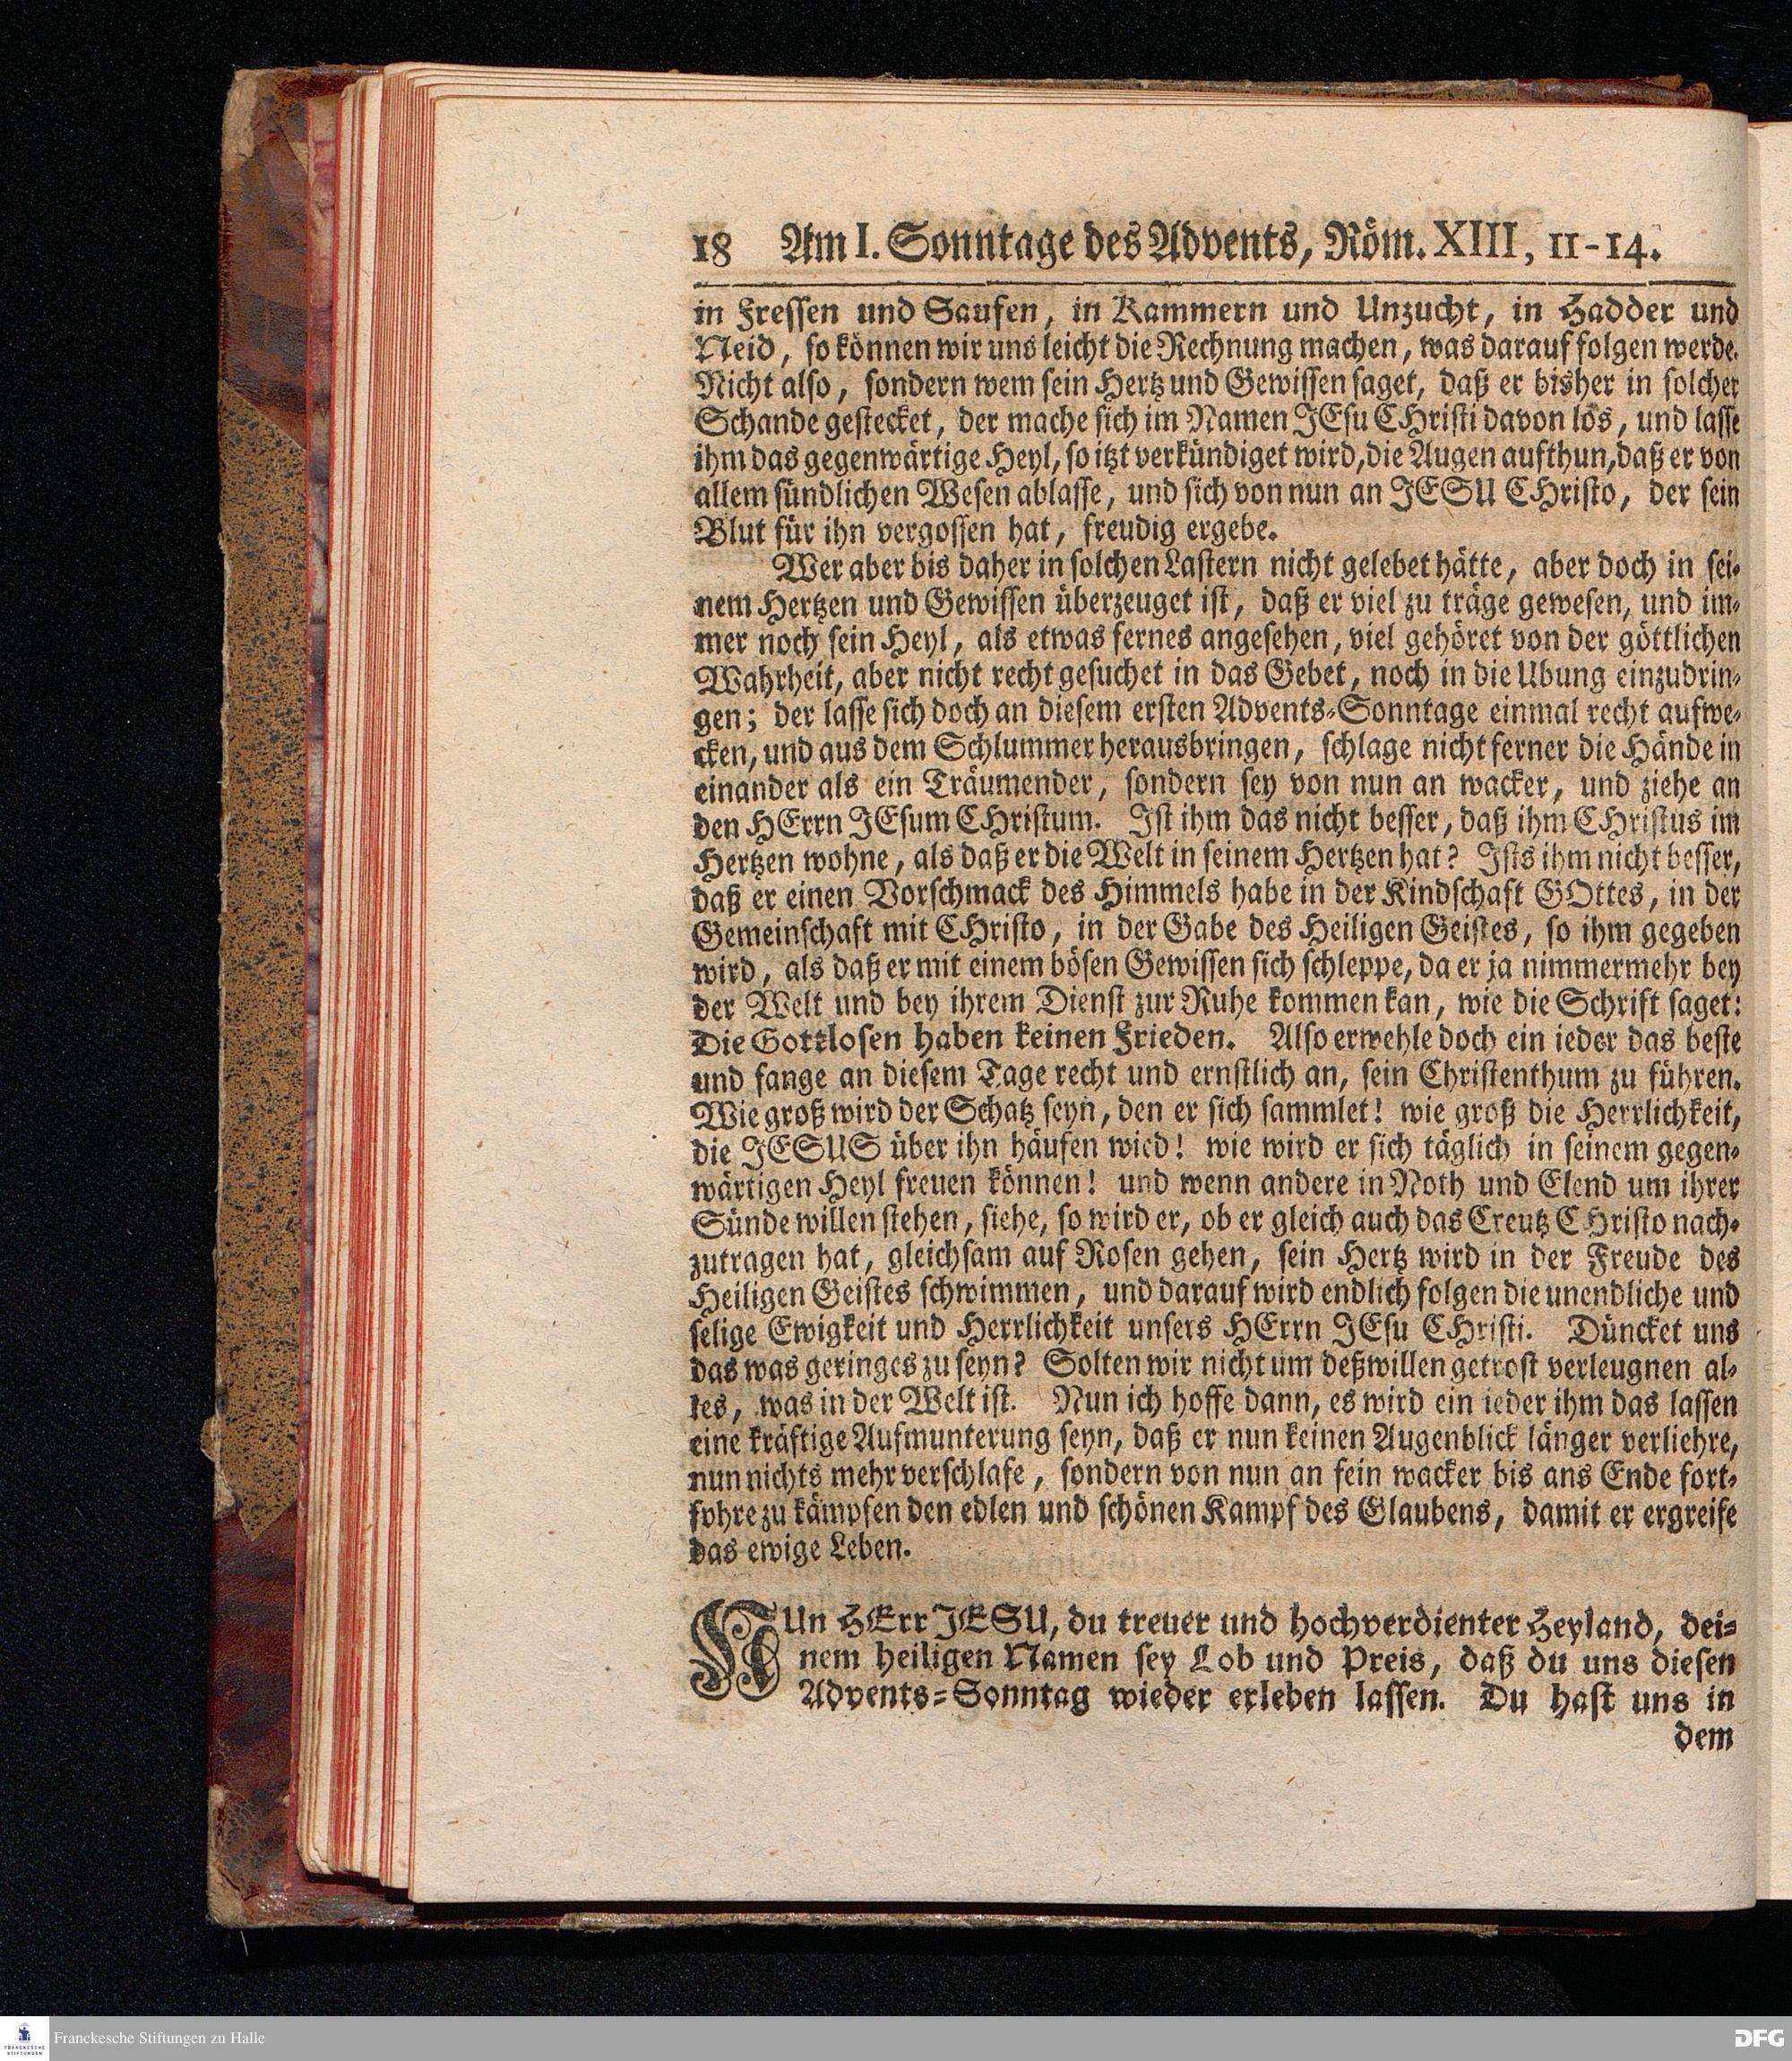 18 Am I. Sonntage des Advents, Röm. XIII, 11-14.
in Fressen und Saufen, in Kammern und Unzucht, in Hadder und
Neid, so können wir uns leicht die Rechnung machen, was darauf folgen werde.
Nicht also, sondern wem sein Hertz und Gewissen saget, daß er bisher in solcher
Schande gestecket, der mache sich im Namen JEsu CHristi davon lös, und lasse
ihm das gegenwärtige Heyl, so itzt verkündiget wird, die Augen aufthun, daß er von
allem sündlichen Wesen ablasse, und sich von nun an JESU CHristo, der sein
Blut für ihn vergossen hat, freudig ergebe.
Wer aber bis daher in solchen Lastern nicht gelebet hätte, aber doch in sei-
nem Hertzen und Gewissen überzeuget ist, daß er viel zu träge gewesen, und im-
mer noch sein Heyl, als etwas fernes angesehen, viel gehöret von der göttlichen
Wahrheit, aber nicht recht gesuchet in das Gebet, noch in die Ubung einzudrin-
gen; der lasse sich doch an diesem ersten Advents-Sonntage einmal recht aufwe-
cken, und aus dem Schlummer herausbringen, schlage nicht ferner die Hände in
einander als ein Träumender, sondern sey von nun an wacker, und ziehe an
den HErrn JEsum CHristum. Ist ihm das nicht besser, daß ihm CHristus im
Hertzen wohne, als daß er die Welt in seinem Hertzen hat? Ists ihm nicht besser,
daß er einen Vorschmack des Himmels habe in der Kindschaft GOttes, in der
Gemeinschaft mit CHristo, in der Gabe des Heiligen Geistes, so ihm gegeben
wird, als daß er mit einem bösen Gewissen sich schleppe, da er ja nimmermehr bey
der Welt und bey ihrem Dienst zur Ruhe kommen kan, wie die Schrift saget:
Die Gottlosen haben keinen Frieden. Also erwehle doch ein ieder das beste
und fange an diesem Tage recht und ernstlich an, sein Christenthum zu führen.
Wie groß wird der Schatz seyn, den er sich sammlet! wie groß die Herrlichkeit,
die JESUS über ihn häufen wird! wie wird er sich täglich in seinem gegen-
wärtigen Heyl freuen können! und wenn andere in Noth und Elend um ihrer
Sünde willen stehen, siehe, so wird er, ob er gleich auch das Creutz CHristo nach-
zutragen hat, gleichsam auf Rosen gehen, sein Hertz wird in der Freude des
Heiligen Geistes schwimmen, und darauf wird endlich folgen die unendliche und
selige Ewigkeit und Herrlichkeit unsers HErrn JEsu CHristi. Düncket uns
das was geringes zu seyn? Solten wir nicht um deßwillen getrost verleugnen al-
les, was in der Welt ist. Nun ich hoffe dann, es wird ein ieder ihm das lassen
eine kräftige Aufmunterung seyn, daß er nun keinen Augenblick länger verliehre,
nun nichts mehr verschlafe, sondern von nun an fein wacker bis ans Ende fort-
fahre zu kämpfen den edlen und schönen Kampf des Glaubens, damit er ergreife
das ewige Leben.
NUn HErr JESU, du treuer und hochverdienter Heyland, dei-
nem heiligen Namen sey Lob und Preis, daß du uns diesen
Advents-Sonntag wieder erleben lassen. Du hast uns in
dem
FRANCKESCHE STIFTUNGEN
Franckesche Stiftungen zu Halle
DFG